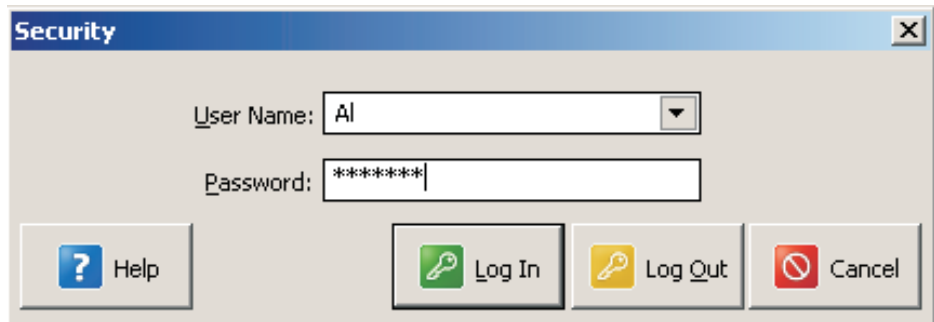 Security
User Name: Al
Password: *******
? Help Log In Log Out Cancel